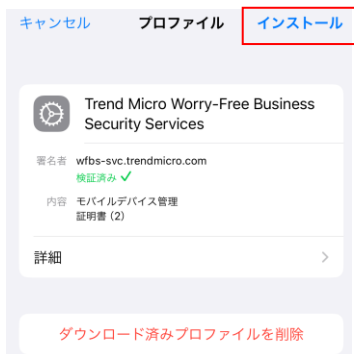 キャンセル プロファイル インストール
Trend Micro Worry-Free Business
Security Services
署名者 wfbs-svc.trendmicro.com
検証済み
内容 モバイルデバイス管理
証明書 (2)
詳細
ダウンロード済みプロファイルを削除